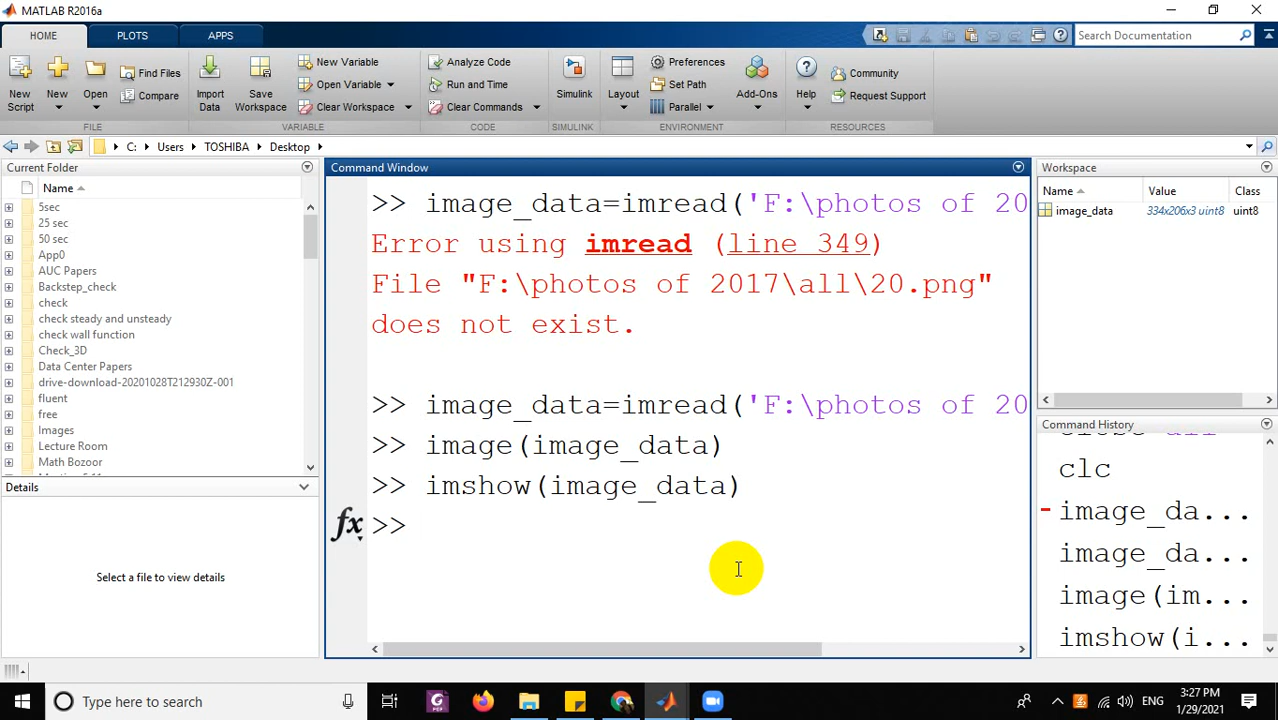 MATLAB R2016a
HOME
PLOTS
APPS
Search Documentation
New Script
New
Open
Find Files
Compare
Import Data
Save Workspace
New Variable
Open Variable
Clear Workspace
Analyze Code
Run and Time
Clear Commands
Simulink
Layout
Preferences
Set Path
Parallel
Add-Ons
Help
Community
Request Support
FILE
VARIABLE
CODE
SIMULINK
ENVIRONMENT
RESOURCES
C: Users TOSHIBA Desktop
Current Folder
Name
5sec
25 sec
50 sec
App0
AUC Papers
Backstep_check
check
check steady and unsteady
check wall function
Check_3D
Data Center Papers
drive-download-20201028T212930Z-001
fluent
free
Images
Lecture Room
Math Bozoor
Details
Select a file to view details
Command Window
>> image_data=imread('F:\photos of 20
Error using imread (line 349)
File "F:\photos of 2017\all\20.png"
does not exist.
>> image_data=imread('F:\photos of 20
>> image(image_data)
>> imshow(image_data)
fx >>
Workspace
Name Value Class
image_data 334x206x3 uint8 uint8
Command History
clc
image_da...
image_da...
image(im...
imshow(i...
Type here to search
ENG
3:27 PM
1/29/2021